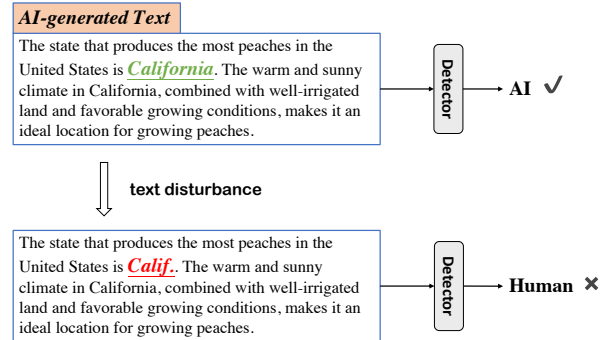 AI-generated Text
The state that produces the most peaches in the
United States is California. The warm and sunny
climate in California, combined with well-irrigated
land and favorable growing conditions, makes it an
ideal location for growing peaches.
Detector
AI ✓
text disturbance
The state that produces the most peaches in the
United States is Calif.. The warm and sunny
climate in California, combined with well-irrigated
land and favorable growing conditions, makes it an
ideal location for growing peaches.
Detector
Human ✗